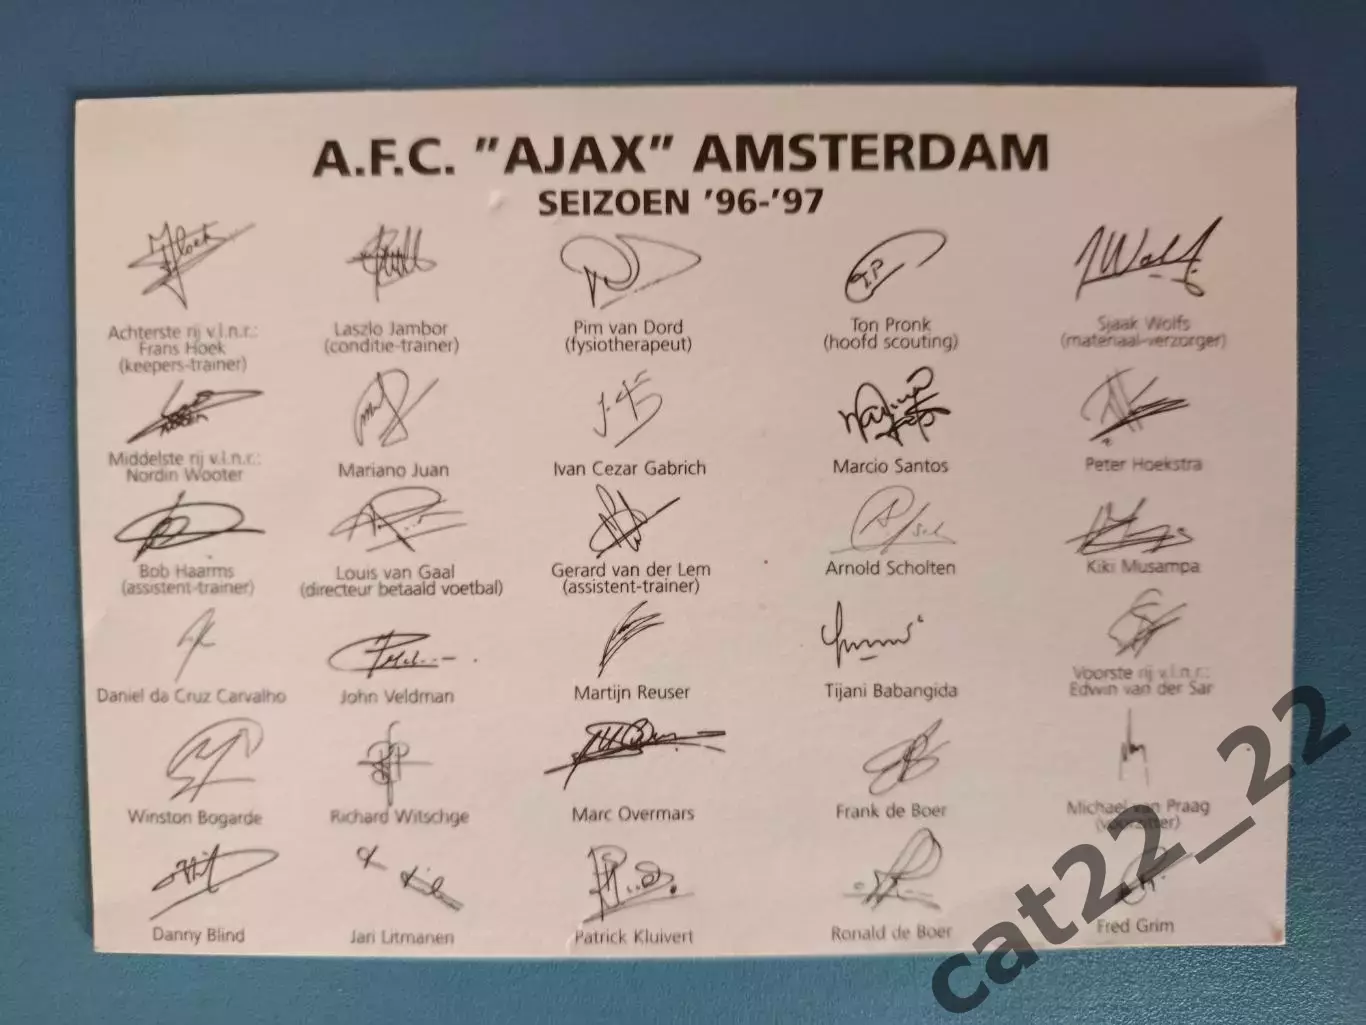 A.F.C. "AJAX" AMSTERDAM
SEIZOEN '96-'97
Achterste rij v.l.n.r.:
Frans Hoek
(keepers-trainer)
Laszlo Jambor
(conditie-trainer)
Pim van Dord
(fysiotherapeut)
Ton Pronk
(hoofd scouting)
Sjaak Wolfs
(materiaal-verzorger)
Middelste rij v.l.n.r.:
Nordin Wooter
Mariano Juan
Ivan Cezar Gabrich
Marcio Santos
Peter Hoekstra
Bob Haarms
(assistent-trainer)
Louis van Gaal
(directeur betaald voetbal)
Gerard van der Lem
(assistent-trainer)
Arnold Scholten
Kiki Musampa
Daniel da Cruz Carvalho
John Veldman
Martijn Reuser
Tijani Babangida
Voorste rij v.l.n.r.:
Edwin van der Sar
Winston Bogarde
Richard Witschge
Marc Overmars
Frank de Boer
Michael van Praag
(voorzitter)
Danny Blind
Jari Litmanen
Patrick Kluivert
Ronald de Boer
Fred Grim
cat22_22